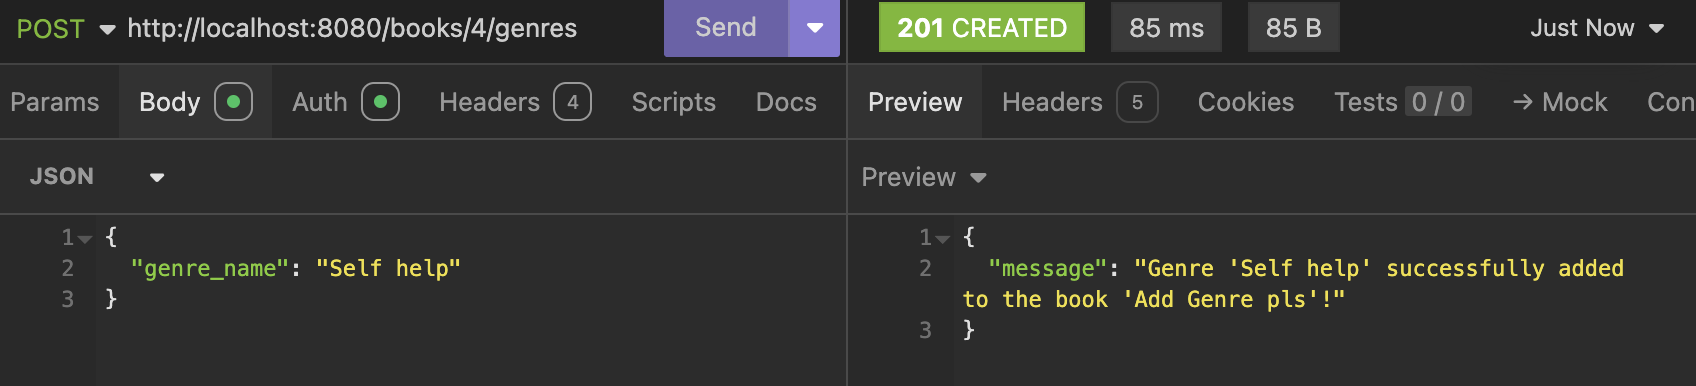 POST http://localhost:8080/books/4/genres Send
201 CREATED 85 ms 85 B Just Now
Params Body Auth Headers 4 Scripts Docs
Preview Headers 5 Cookies Tests 0 / 0 → Mock Con
JSON
Preview
1 {
2 "genre_name": "Self help"
3 }
1 {
2 "message": "Genre 'Self help' successfully added
to the book 'Add Genre pls'!"
3 }